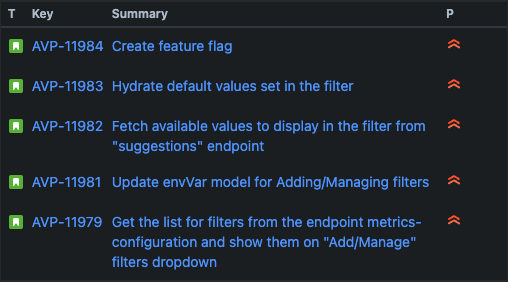 T Key Summary P
AVP-11984 Create feature flag
AVP-11983 Hydrate default values set in the filter
AVP-11982 Fetch available values to display in the filter from
"suggestions" endpoint
AVP-11981 Update envVar model for Adding/Managing filters
AVP-11979 Get the list for filters from the endpoint metrics-
configuration and show them on "Add/Manage"
filters dropdown